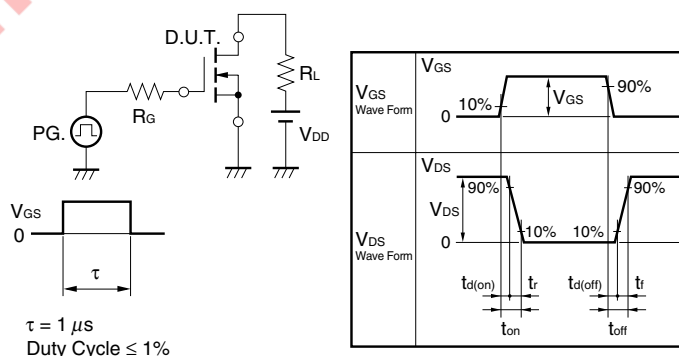 D.U.T.
RL
RG
PG.
VDD
VGS
0
τ
τ = 1 μs
Duty Cycle ≤ 1%
VGS
Wave Form
VGS
10%
VGS
90%
0
VDS
Wave Form
VDS
90%
VDS
10%
10%
90%
0
td(on)
tr
td(off)
tf
ton
toff